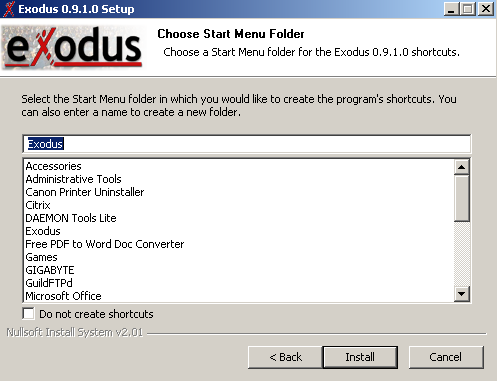 Exodus 0.9.1.0 Setup
eXodus
Choose Start Menu Folder
Choose a Start Menu folder for the Exodus 0.9.1.0 shortcuts.
Select the Start Menu folder in which you would like to create the program's shortcuts. You
can also enter a name to create a new folder.
Exodus
Accessories
Administrative Tools
Canon Printer Uninstaller
Citrix
DAEMON Tools Lite
Exodus
Free PDF to Word Doc Converter
Games
GIGABYTE
GuildFTPd
Microsoft Office
Do not create shortcuts
Nullsoft Install System v2.01
< Back
Install
Cancel